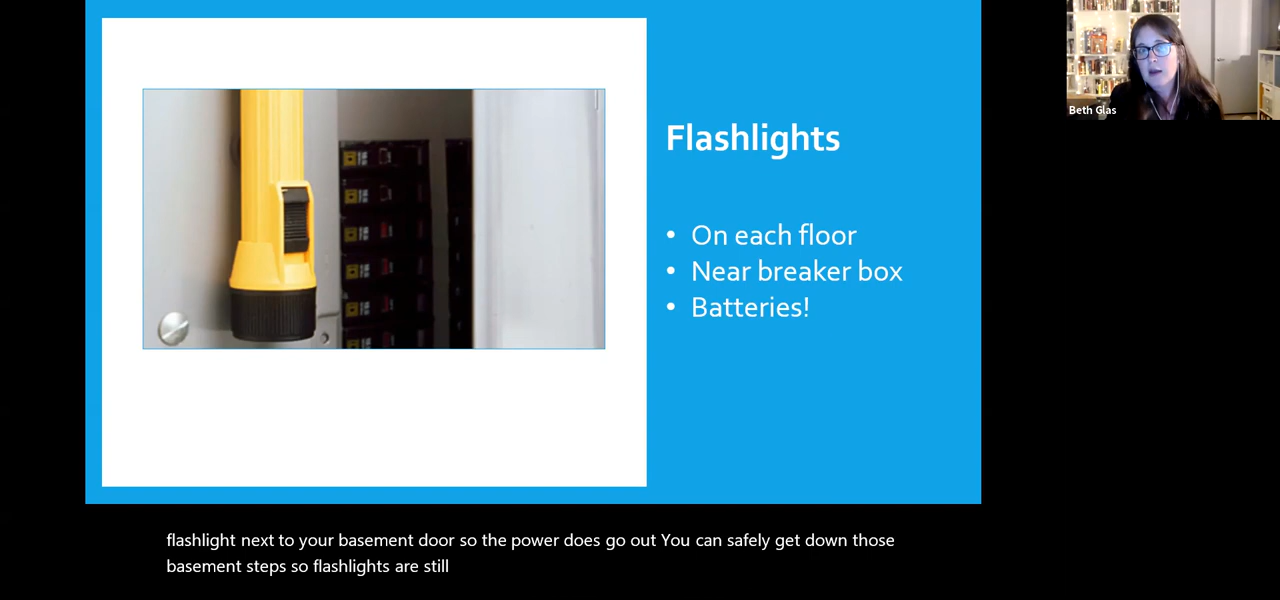 Flashlights
• On each floor
• Near breaker box
• Batteries!
Beth Glas
flashlight next to your basement door so the power does go out You can safely get down those
basement steps so flashlights are still